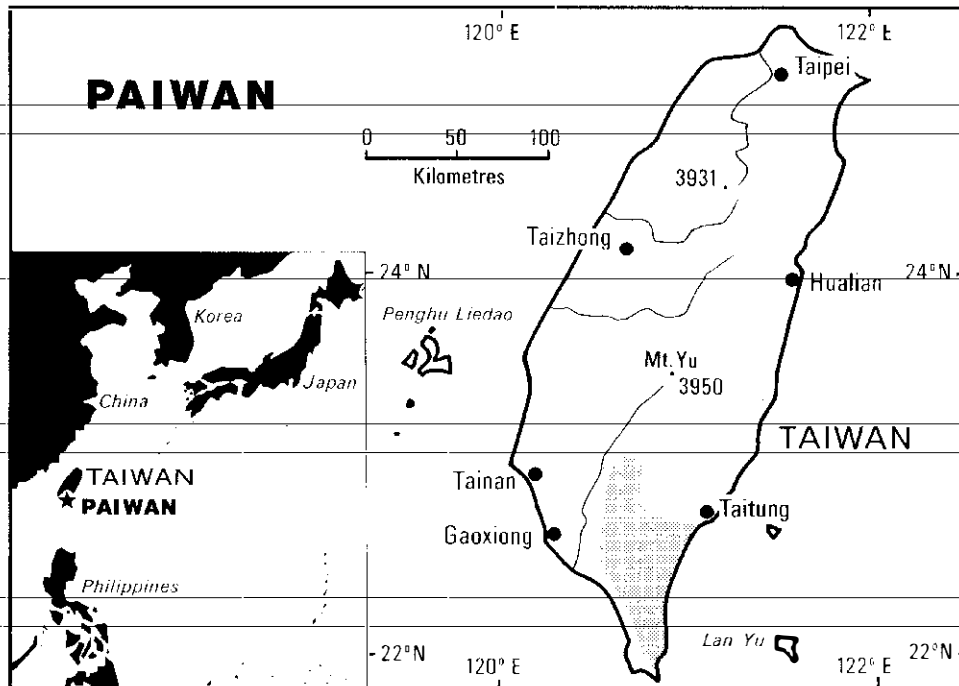 120° E
122° E
PAIWAN
Taipei
0 50 100
Kilometres
3931
Taizhong
24° N
24° N
Hualian
Korea
Penghu Liedao
Mt. Yu
3950
Japan
China
TAIWAN
TAIWAN
PAIWAN
Tainan
Taitung
Gaoxiong
Philippines
Lan Yu
22° N
120° E
122° E
22° N